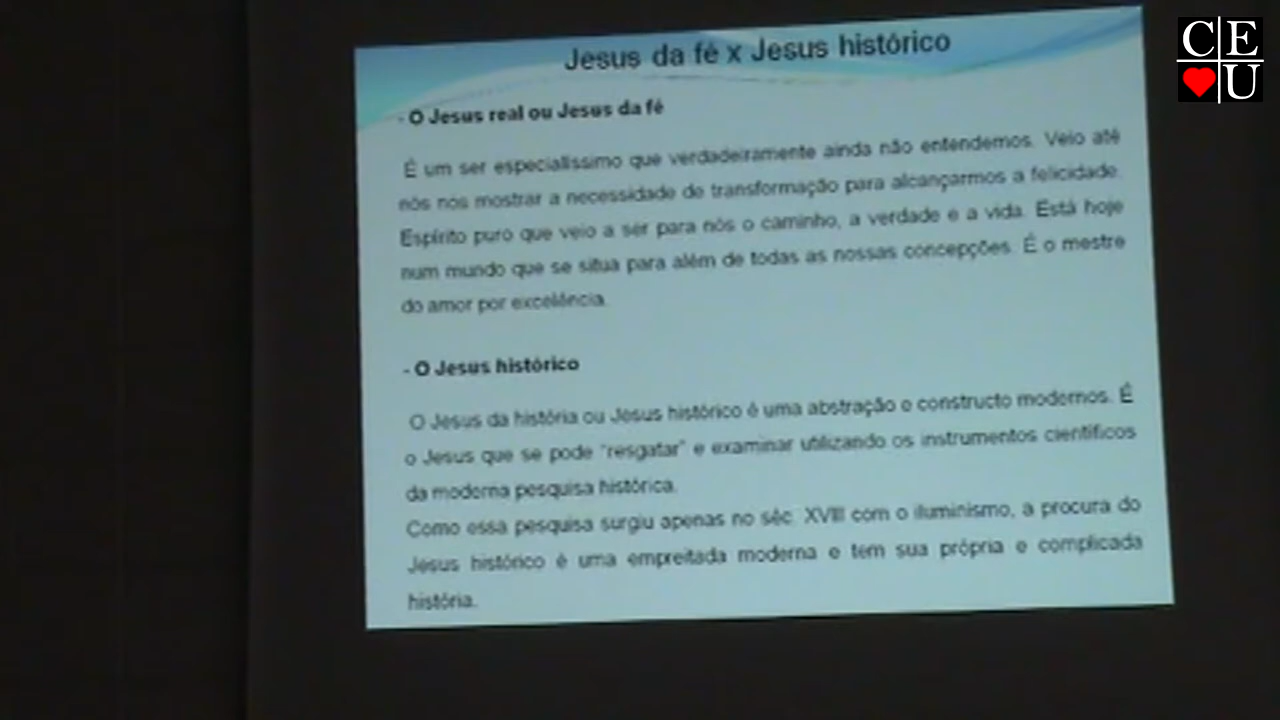 Jesus da fé x Jesus histórico
- O Jesus real ou Jesus da fé
É um ser especialíssimo que verdadeiramente ainda não entendemos. Veio até
nós nos mostrar a necessidade de transformação para alcançarmos a felicidade.
Espírito puro que veio a ser para nós o caminho, a verdade e a vida. Está hoje
num mundo que se situa para além de todas as nossas concepções. É o mestre
do amor por excelência.
- O Jesus histórico
O Jesus da história ou Jesus histórico é uma abstração e constructo modernos. É
o Jesus que se pode "resgatar" e examinar utilizando os instrumentos científicos
da moderna pesquisa histórica.
Como essa pesquisa surgiu apenas no séc. XVIII com o iluminismo, a procura do
Jesus histórico é uma empreitada moderna e tem sua própria e complicada
história.
CE
U